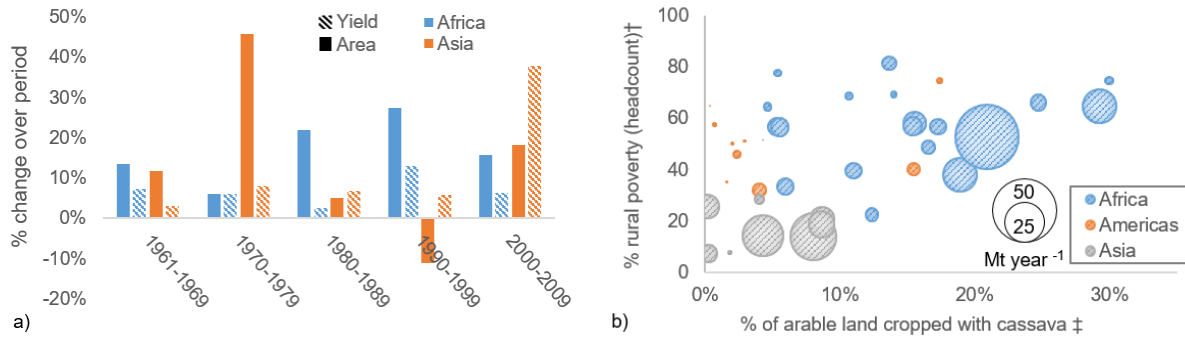 50%
40%
30%
20%
10%
0%
-10%
-20%
% change over period
Yield
Africa
Area
Asia
1961-1969
1970-1979
1980-1989
1990-1999
2000-2009
a)
100
80
60
40
20
0
% rural poverty (headcount)†
50
25
Mt year -1
Africa
Americas
Asia
0%
10%
20%
30%
% of arable land cropped with cassava ‡
b)